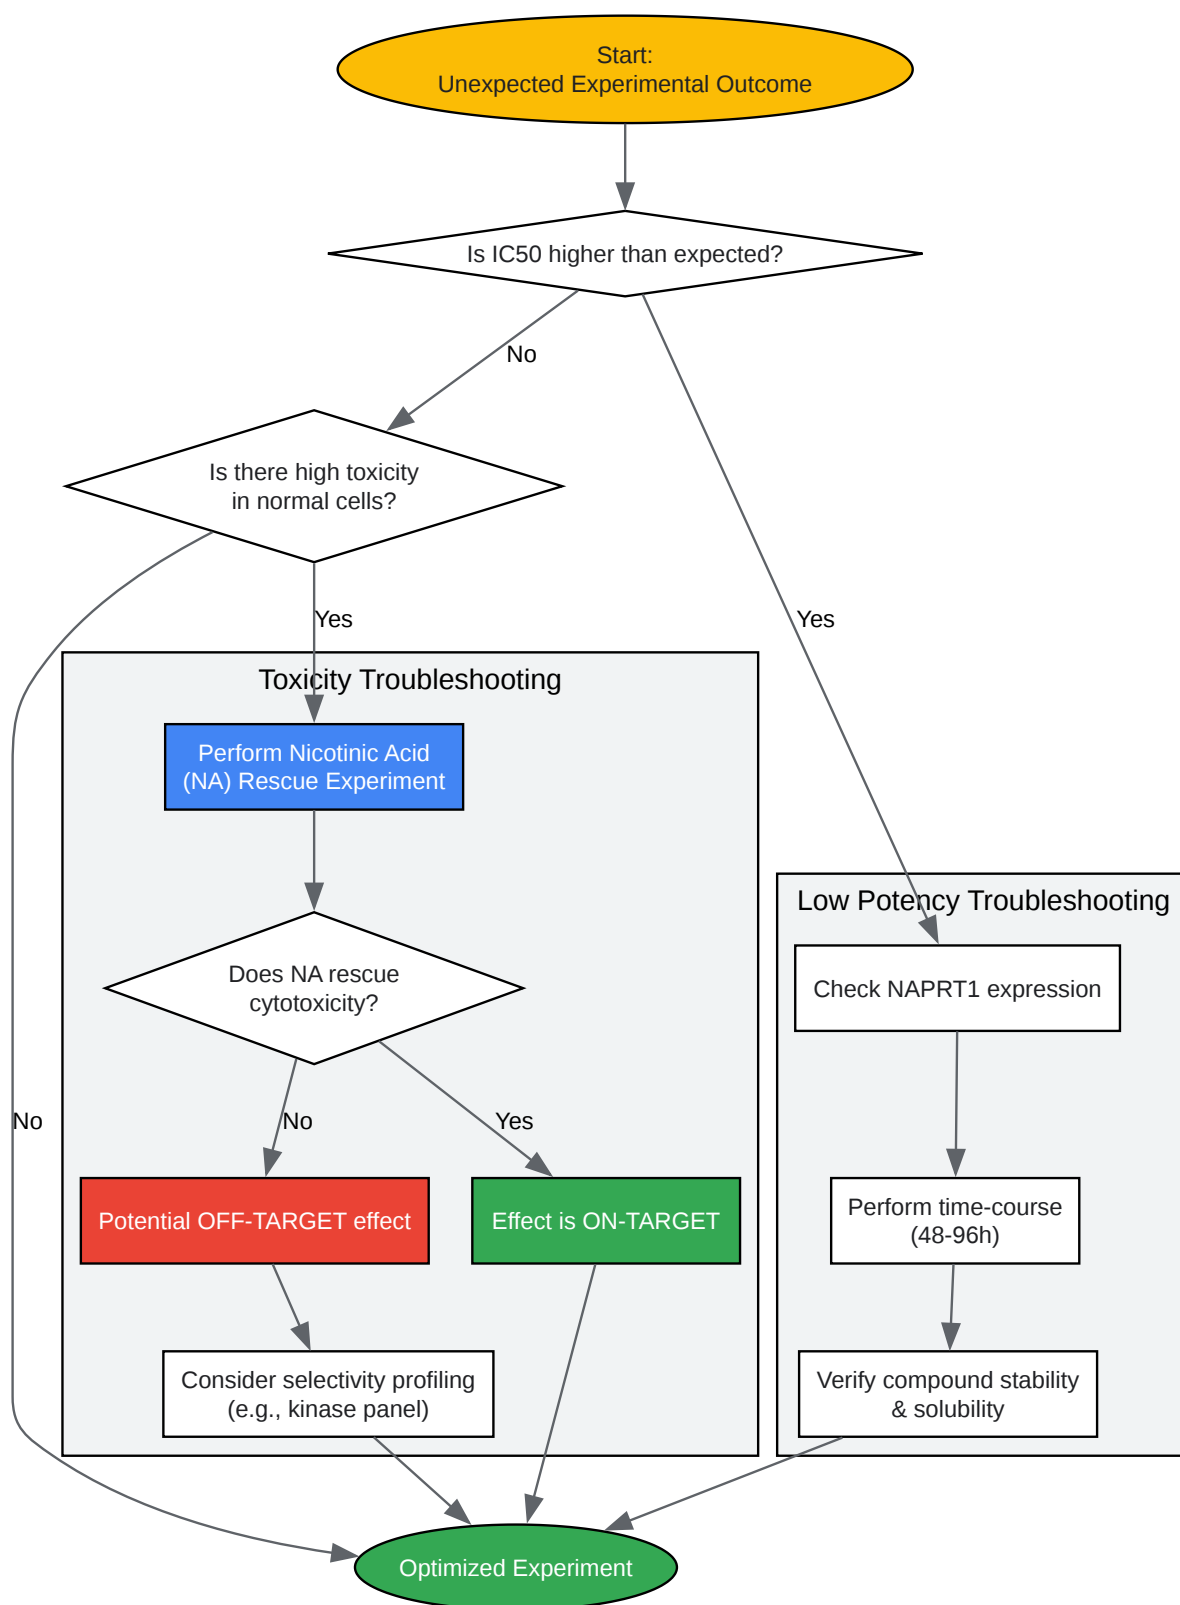 Start:
Unexpected Experimental Outcome
Is IC50 higher than expected?
No
Yes
Is there high toxicity
in normal cells?
Yes
No
Toxicity Troubleshooting
Perform Nicotinic Acid
(NA) Rescue Experiment
Does NA rescue
cytotoxicity?
No
Yes
Potential OFF-TARGET effect
Effect is ON-TARGET
Consider selectivity profiling
(e.g., kinase panel)
Low Potency Troubleshooting
Check NAPRT1 expression
Perform time-course
(48-96h)
Verify compound stability
& solubility
Optimized Experiment